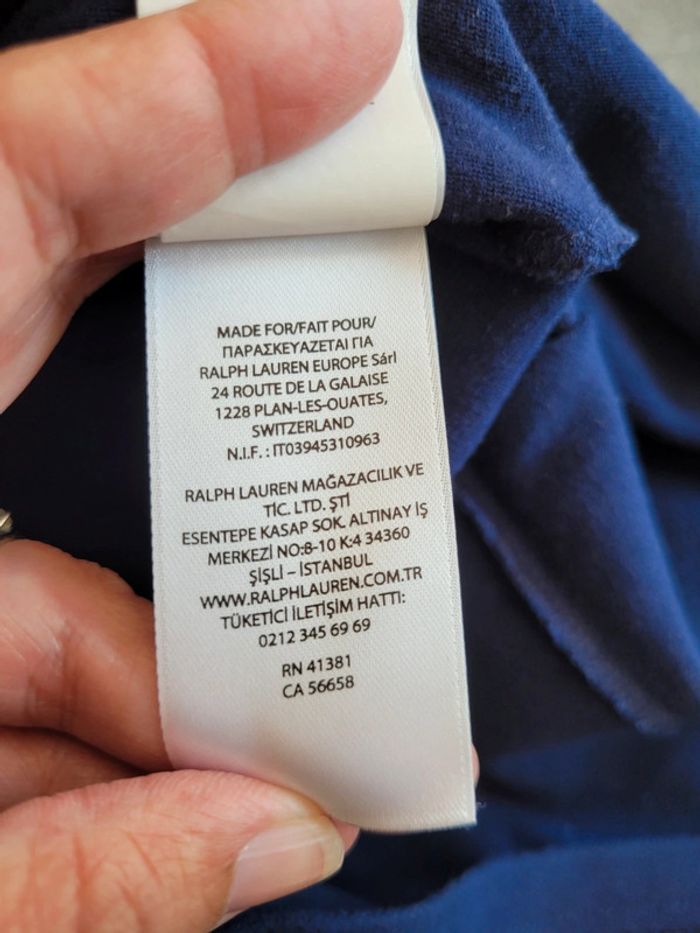 MADE FOR/FAIT POUR/
ΠΑΡΑΣΚΕΥΑΖΕΤΑΙ ΓΙΑ
RALPH LAUREN EUROPE Sárl
24 ROUTE DE LA GALAISE
1228 PLAN-LES-OUATES,
SWITZERLAND
N.I.F. : IT03945310963
RALPH LAUREN MAĞAZACILIK VE
TİC. LTD. ŞTİ
ESENTEPE KASAP SOK. ALTINAY İŞ
MERKEZİ NO:8-10 K:4 34360
ŞİŞLİ – İSTANBUL
WWW.RALPHLAUREN.COM.TR
TÜKETİCİ İLETİŞİM HATTI:
0212 345 69 69
RN 41381
CA 56658